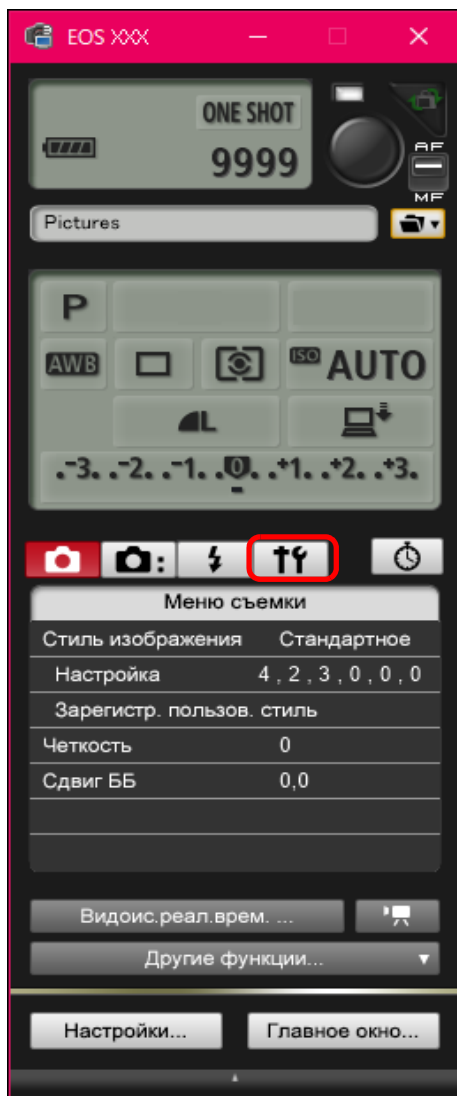 EOS XXX
ONE SHOT
9999
AF
MF
Pictures
P
AWB
ISO AUTO
L
.-3. .-2. .-1. .0. .+1. .+2. .+3.
Меню съемки
Стиль изображения Стандартное
Настройка 4 , 2 , 3 , 0 , 0 , 0
Зарегистр. пользов. стиль
Четкость 0
Сдвиг ББ 0,0
Видоис.реал.врем. ...
Другие функции...
Настройки... Главное окно...